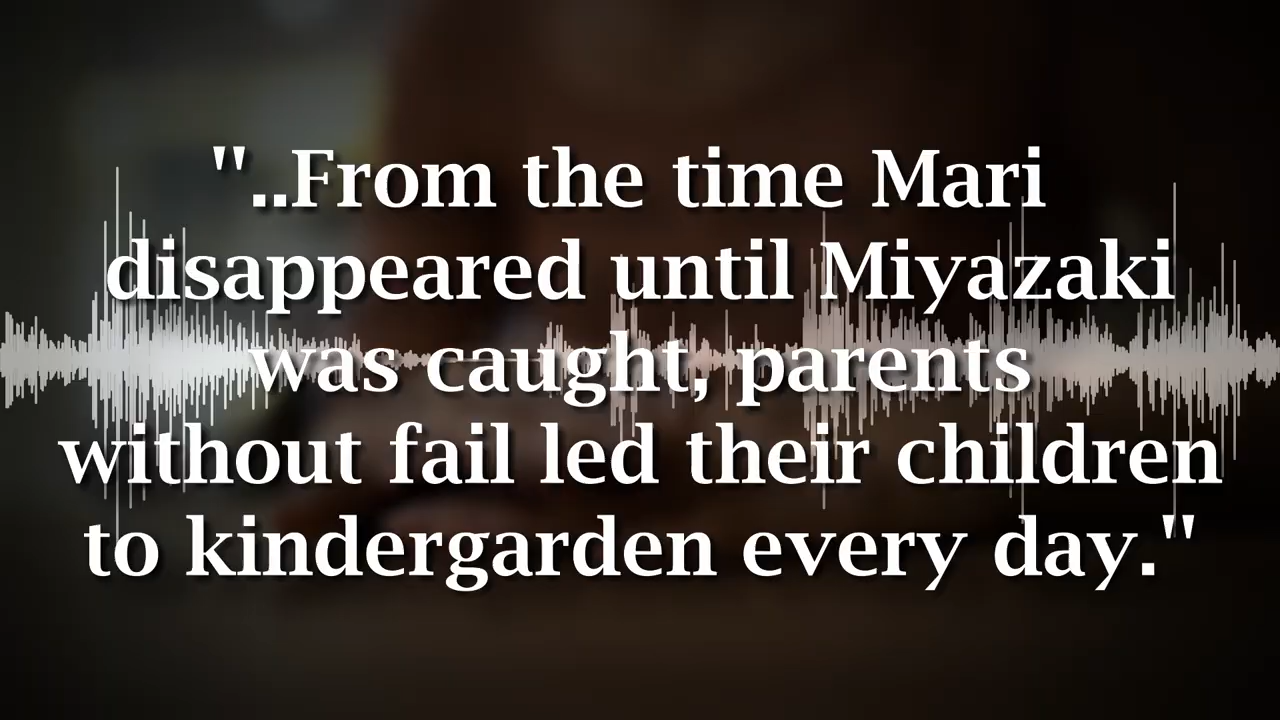 "..From the time Mari
disappeared until Miyazaki
was caught, parents
without fail led their children
to kindergarden every day."